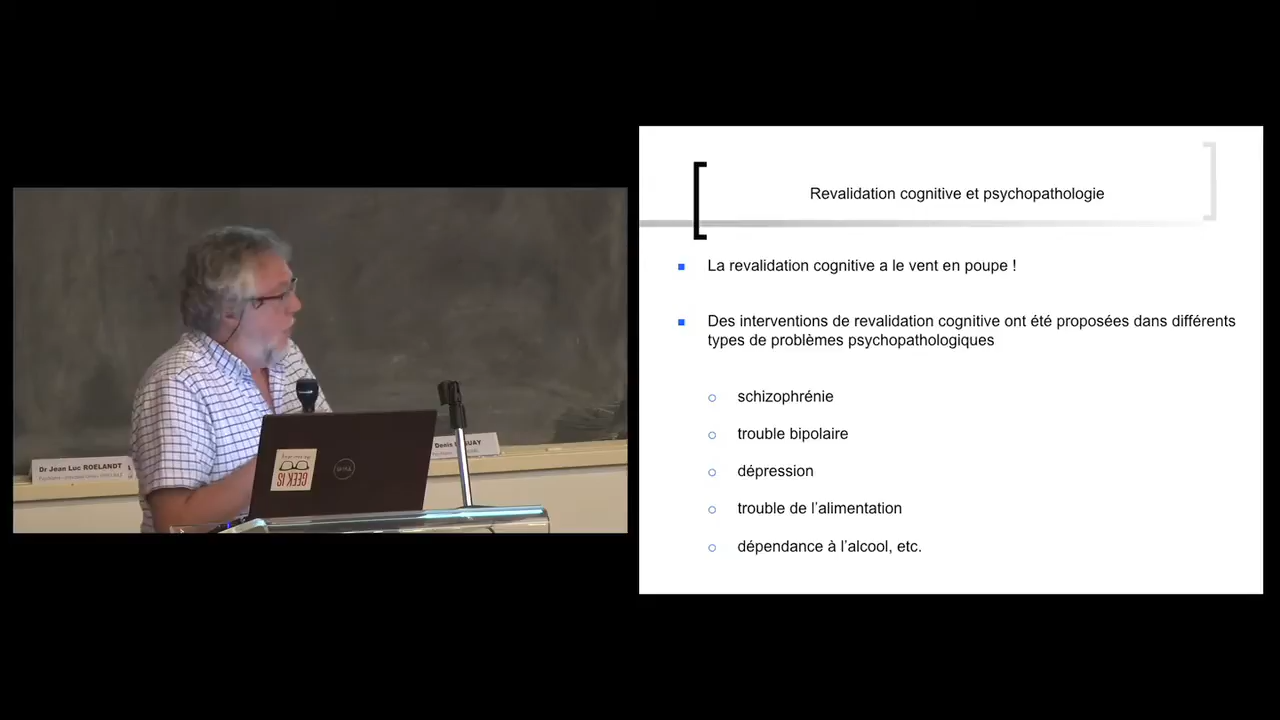 Dr Jean Luc ROELANDT
Denis
GEEK IS
DELL
Revalidation cognitive et psychopathologie
La revalidation cognitive a le vent en poupe !
Des interventions de revalidation cognitive ont été proposées dans différents
types de problèmes psychopathologiques
schizophrénie
trouble bipolaire
dépression
trouble de l'alimentation
dépendance à l'alcool, etc.